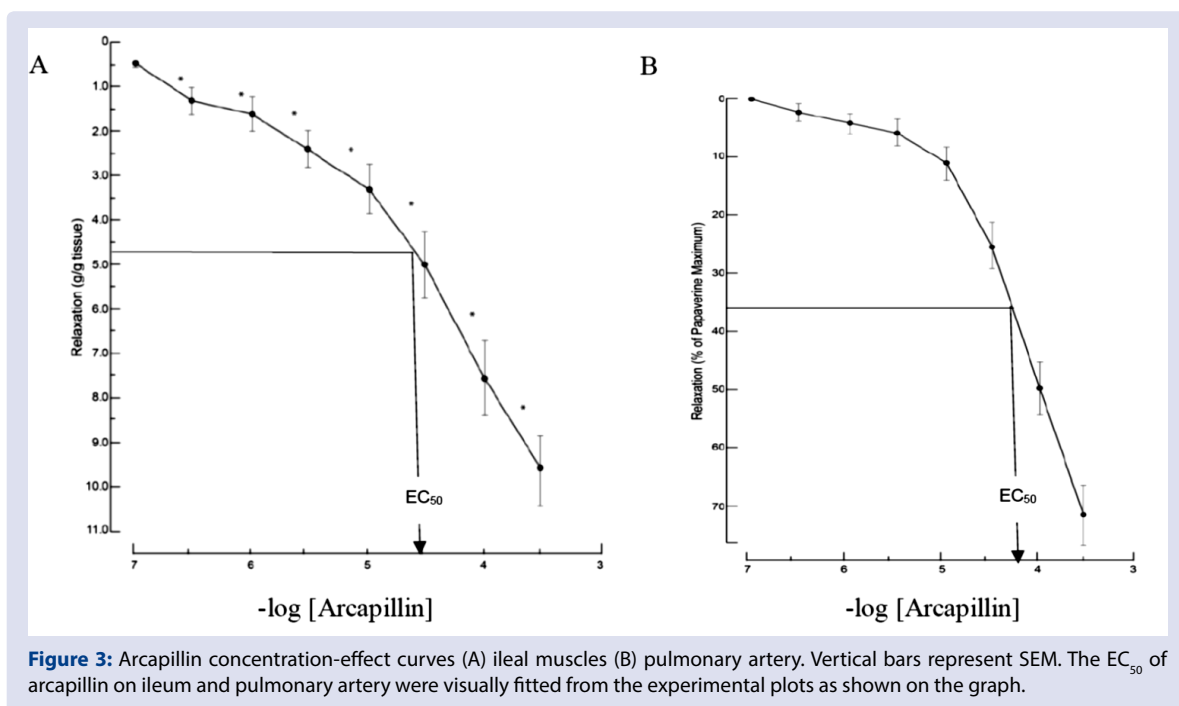 A
0
1.0
2.0
3.0
4.0
5.0
6.0
7.0
8.0
9.0
10.0
11.0
Relaxation (g/g tissue)
* * * * * * *
EC50
7 6 5 4 3
-log [Arcapillin]
B
0
10
20
30
40
50
60
70
Relaxation (% of Papaverine Maximum)
EC50
7 6 5 4 3
-log [Arcapillin]
Figure 3: Arcapillin concentration-effect curves (A) ileal muscles (B) pulmonary artery. Vertical bars represent SEM. The EC50 of
arcapillin on ileum and pulmonary artery were visually fitted from the experimental plots as shown on the graph.